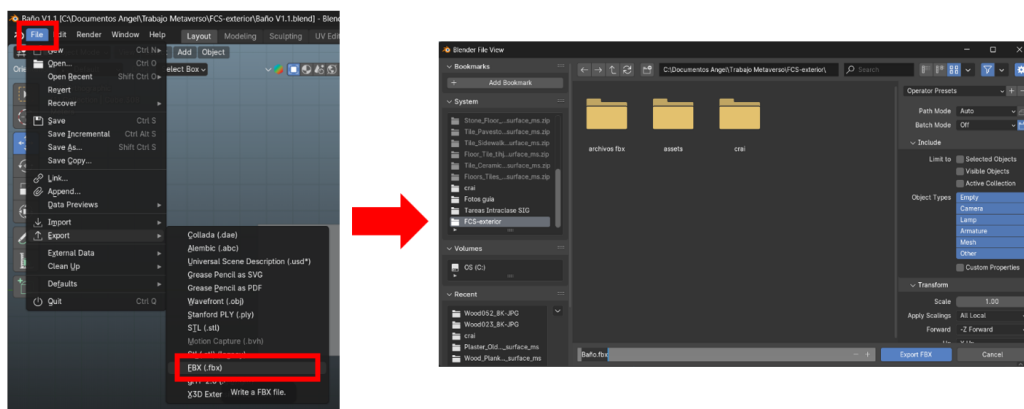 Baño V1.1 [C:\Documentos Angel\Trabajo Metaverso\FCS-exterior\Baño V1.1.blend] - Blen
File Edit Render Window Help Layout Modeling Sculpting UV Edit
New Ctrl N
Add Object
Open... Ctrl O
Select Box
Open Recent Shift Ctrl O
Revert
Recover
Save Ctrl S
Save Incremental Ctrl Alt S
Save As... Shift Ctrl S
Save Copy...
Link...
Append...
Data Previews
Import
Export
External Data
Clean Up
Defaults
Quit Ctrl Q
Collada (.dae)
Alembic (.abc)
Universal Scene Description (.usd*)
Grease Pencil as SVG
Grease Pencil as PDF
Wavefront (.obj)
Stanford PLY (.ply)
STL (.stl)
Motion Capture (.bvh)
FBX (.fbx)
X3D Exter
Write a FBX file.
Blender File View
Bookmarks
Add Bookmark
System
Stone_Floor_...surface_ms.zip
Tile_Pavesto...surface_ms.zip
Tile_Sidewalk...surface_ms.zip
Floor_Tile_thj...surface_ms.zip
Tile_Ceramic...surface_ms.zip
Floors_Tiles_...surface_ms.zip
crai
Fotos guia
Tareas Intraclase SIG
FCS-exterior
Volumes
OS (C:)
Recent
Wood052_8K-JPG
Wood023_8K-JPG
crai
Plaster_Old..._surface_ms
Wood_Plank..._surface_ms
C:\Documentos Angel\Trabajo Metaverso\FCS-exterior\
Search
archivos fbx
assets
crai
Baño.fbx
Export FBX
Cancel
Operator Presets
Path Mode Auto
Batch Mode Off
Include
Limit to Selected Objects
Visible Objects
Active Collection
Object Types Empty
Camera
Lamp
Armature
Mesh
Other
Custom Properties
Transform
Scale 1.00
Apply Scalings All Local
Forward -Z Forward